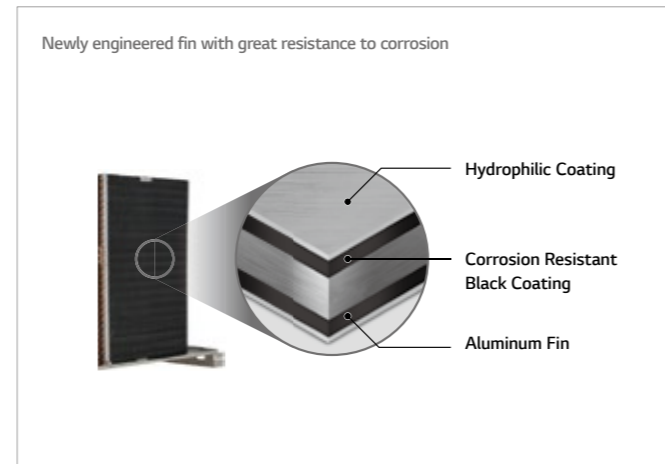 Newly engineered fin with great resistance to corrosion
Hydrophilic Coating
Corrosion Resistant
Black Coating
Aluminum Fin